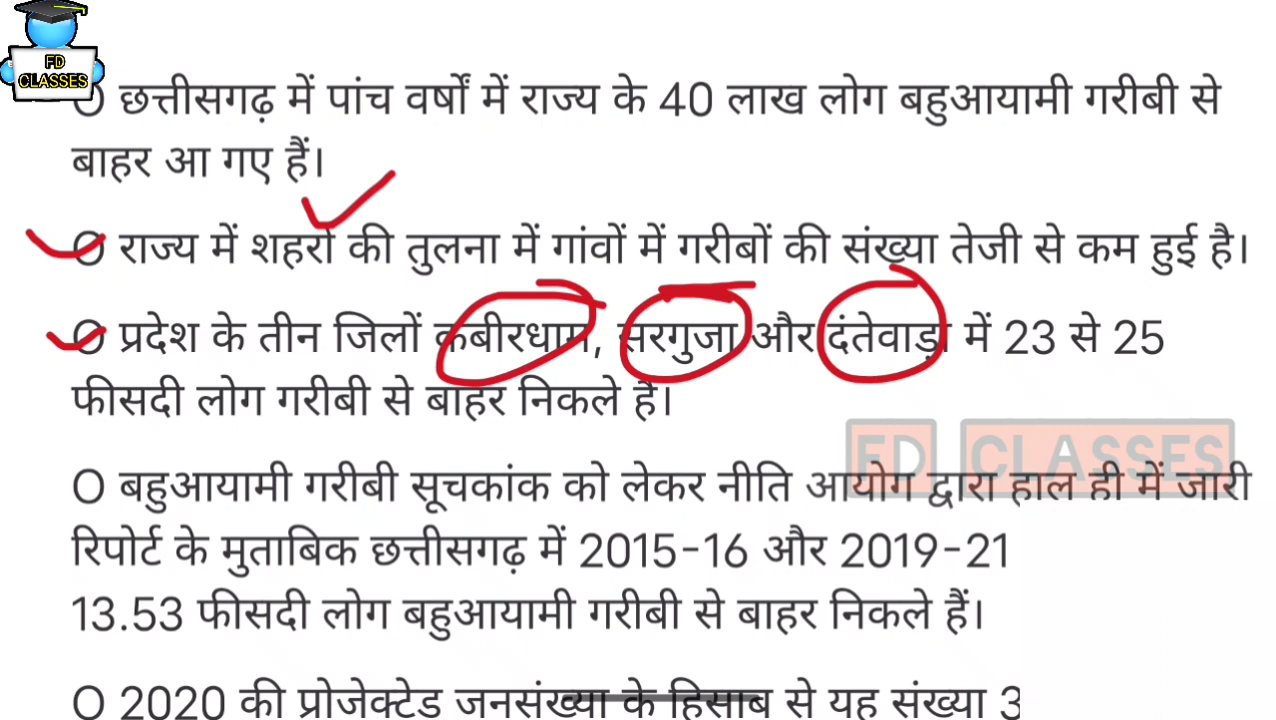 FD
CLASSES
O छत्तीसगढ़ में पांच वर्षों में राज्य के 40 लाख लोग बहुआयामी गरीबी से
बाहर आ गए हैं।
O राज्य में शहरों की तुलना में गांवों में गरीबों की संख्या तेजी से कम हुई है।
O प्रदेश के तीन जिलों कबीरधाम, सरगुजा और दंतेवाड़ा में 23 से 25
फीसदी लोग गरीबी से बाहर निकले हैं।
FD CLASSES
O बहुआयामी गरीबी सूचकांक को लेकर नीति आयोग द्वारा हाल ही में जारी
रिपोर्ट के मुताबिक छत्तीसगढ़ में 2015-16 और 2019-21
13.53 फीसदी लोग बहुआयामी गरीबी से बाहर निकले हैं।
O 2020 की प्रोजेक्टेड जनसंख्या के हिसाब से यह संख्या 3